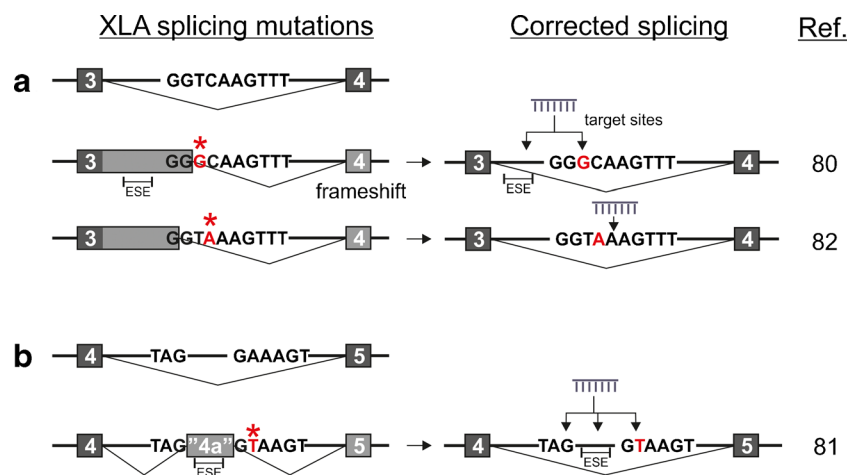 XLA splicing mutations Corrected splicing Ref.
a 3 GGTCAAGTTT 4
target sites
*
3 GGGCAAGTTT 4 3 GGGCAAGTTT 4 80
ESE frameshift ESE
*
3 GGTAAAGTTT 4 3 GGTAAAGTTT 4 82
b 4 TAG GAAAGT 5
*
4 TAG "4a" GTAAGT 5 4 TAG GTAAGT 5 81
ESE ESE